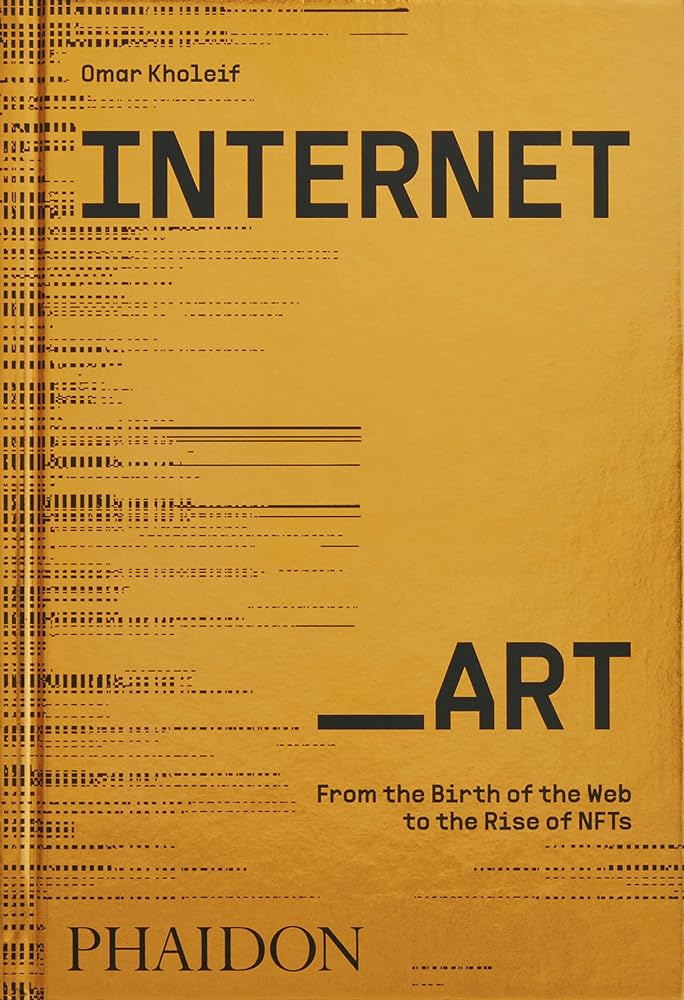 Omar Kholeif
INTERNET
_ART
From the Birth of the Web
to the Rise of NFTs
PHAIDON